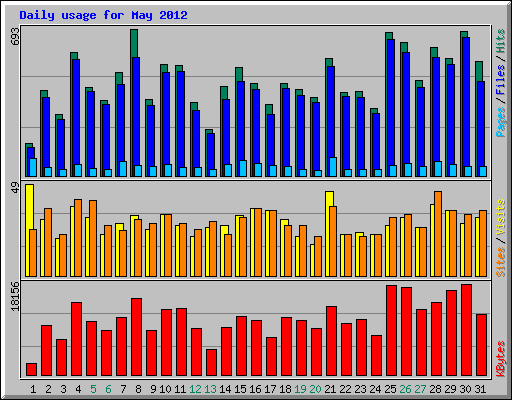 Daily usage for May 2012
693
Pages / Files / Hits
49
Sites / Visits
18156
KBytes
1 2 3 4 5 6 7 8 9 10 11 12 13 14 15 16 17 18 19 20 21 22 23 24 25 26 27 28 29 30 31